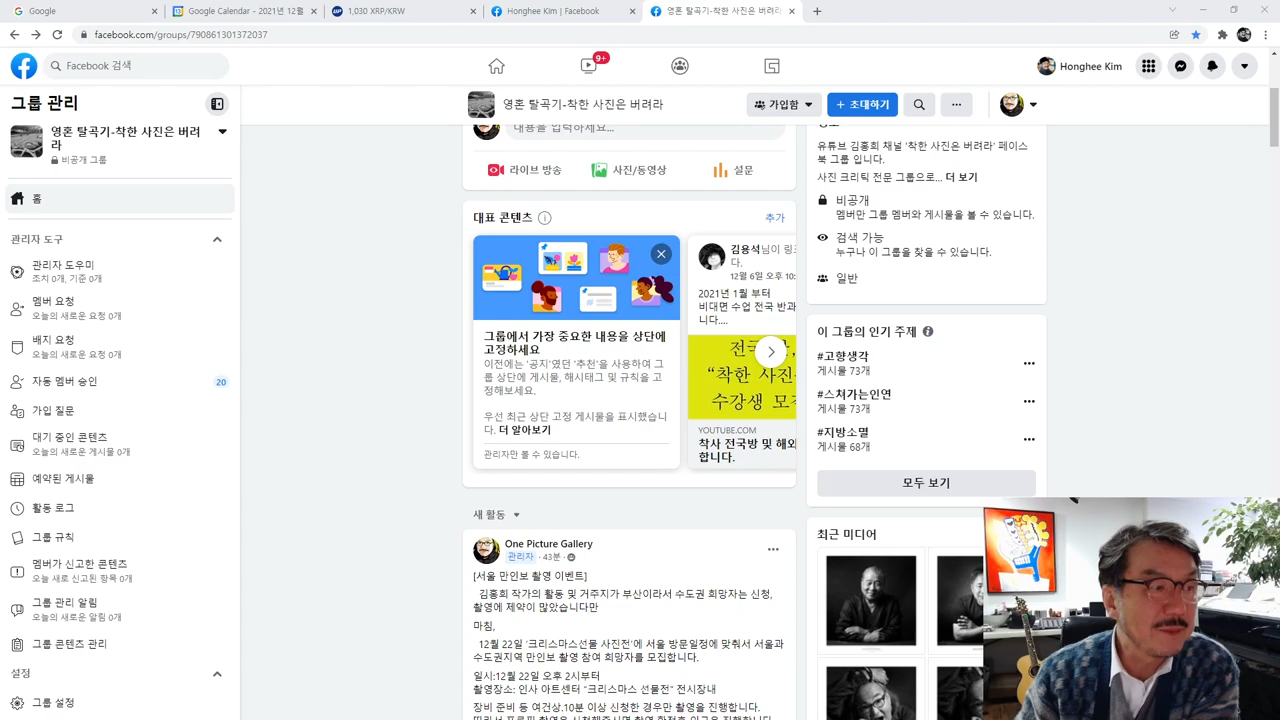 Google
Google Calendar - 2021년 12월
1,030 XRP/KRW
Honghee Kim | Facebook
영혼 탈곡기-착한 사진은 버려라
facebook.com/groups/790861301372037
Facebook 검색
9+
Honghee Kim
그룹 관리
영혼 탈곡기-착한 사진은 버려
라
비공개 그룹
홈
관리자 도구
관리자 도우미
조치 0개, 기준 0개
멤버 요청
오늘의 새로운 요청 0개
배지 요청
오늘의 새로운 요청 0개
자동 멤버 승인
20
가입 질문
대기 중인 콘텐츠
오늘의 새로운 게시물 0개
예약된 게시물
활동 로그
그룹 규칙
멤버가 신고한 콘텐츠
오늘 새로 신고된 항목 0개
그룹 관리 알림
오늘의 새로운 알림 0개
그룹 콘텐츠 관리
설정
그룹 설정
영혼 탈곡기-착한 사진은 버려라
가입함
+ 초대하기
내용을 입력하세요...
라이브 방송
사진/동영상
설문
대표 콘텐츠
추가
그룹에서 가장 중요한 내용을 상단에
고정하세요
이전에는 '공지'였던 '추천'을 사용하여 그
룹 상단에 게시물, 해시태그 및 규칙을 고
정해보세요.
우선 최근 상단 고정 게시물을 표시했습니
다. 더 알아보기
관리자만 볼 수 있습니다.
김용석님이 링크
다.
12월 6일 오후 10:
2021년 1월 부터
비대면 수업 전국 반과
니다....
전국
“착한 사진
수강생 모
YOUTUBE.COM
착사 전국방 및 해외
합니다.
새 활동
One Picture Gallery
관리자 · 43분 ·
[서울 만인보 촬영 이벤트]
김홍희 작가의 활동 및 거주지가 부산이라서 수도권 희망자는 신청,
촬영에 제약이 많았습니다만
마침,
12월 22일 '크리스마스선물 사진전'에 서울 방문일정에 맞춰서 서울과
수도권지역 만인보 촬영 참여 희망자를 모집합니다.
일시:12월 22일 오후 2시부터
촬영장소: 인사 아트센터 "크리스마스 선물전" 전시장내
장비 준비 등 여건상.10분 이상 신청한 경우만 촬영을 진행합니다.
유튜브 김홍희 채널 '착한 사진은 버려라' 페이스
북 그룹 입니다.
사진 크리틱 전문 그룹으로... 더 보기
비공개
멤버만 그룹 멤버와 게시물을 볼 수 있습니다.
검색 가능
누구나 이 그룹을 찾을 수 있습니다.
일반
이 그룹의 인기 주제
#고향생각
게시물 73개
#스쳐가는인연
게시물 73개
#지방소멸
게시물 68개
모두 보기
최근 미디어